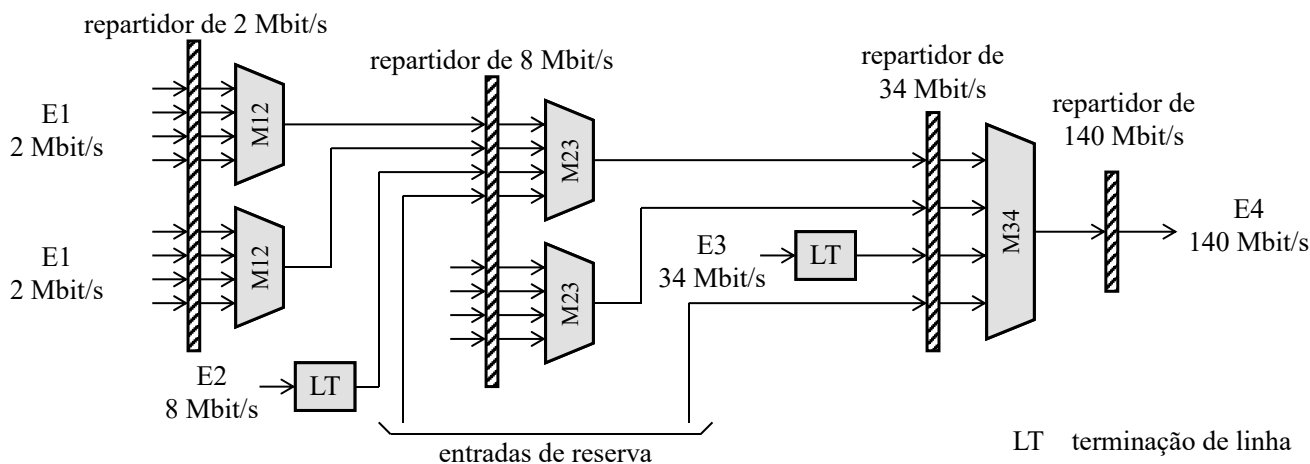 repartidor de 2 Mbit/s
repartidor de 8 Mbit/s
repartidor de
34 Mbit/s
repartidor de
140 Mbit/s
E1
2 Mbit/s
M12
E1
2 Mbit/s
M12
E2
8 Mbit/s
LT
M23
M23
E3
34 Mbit/s
LT
M34
E4
140 Mbit/s
entradas de reserva
LT terminação de linha